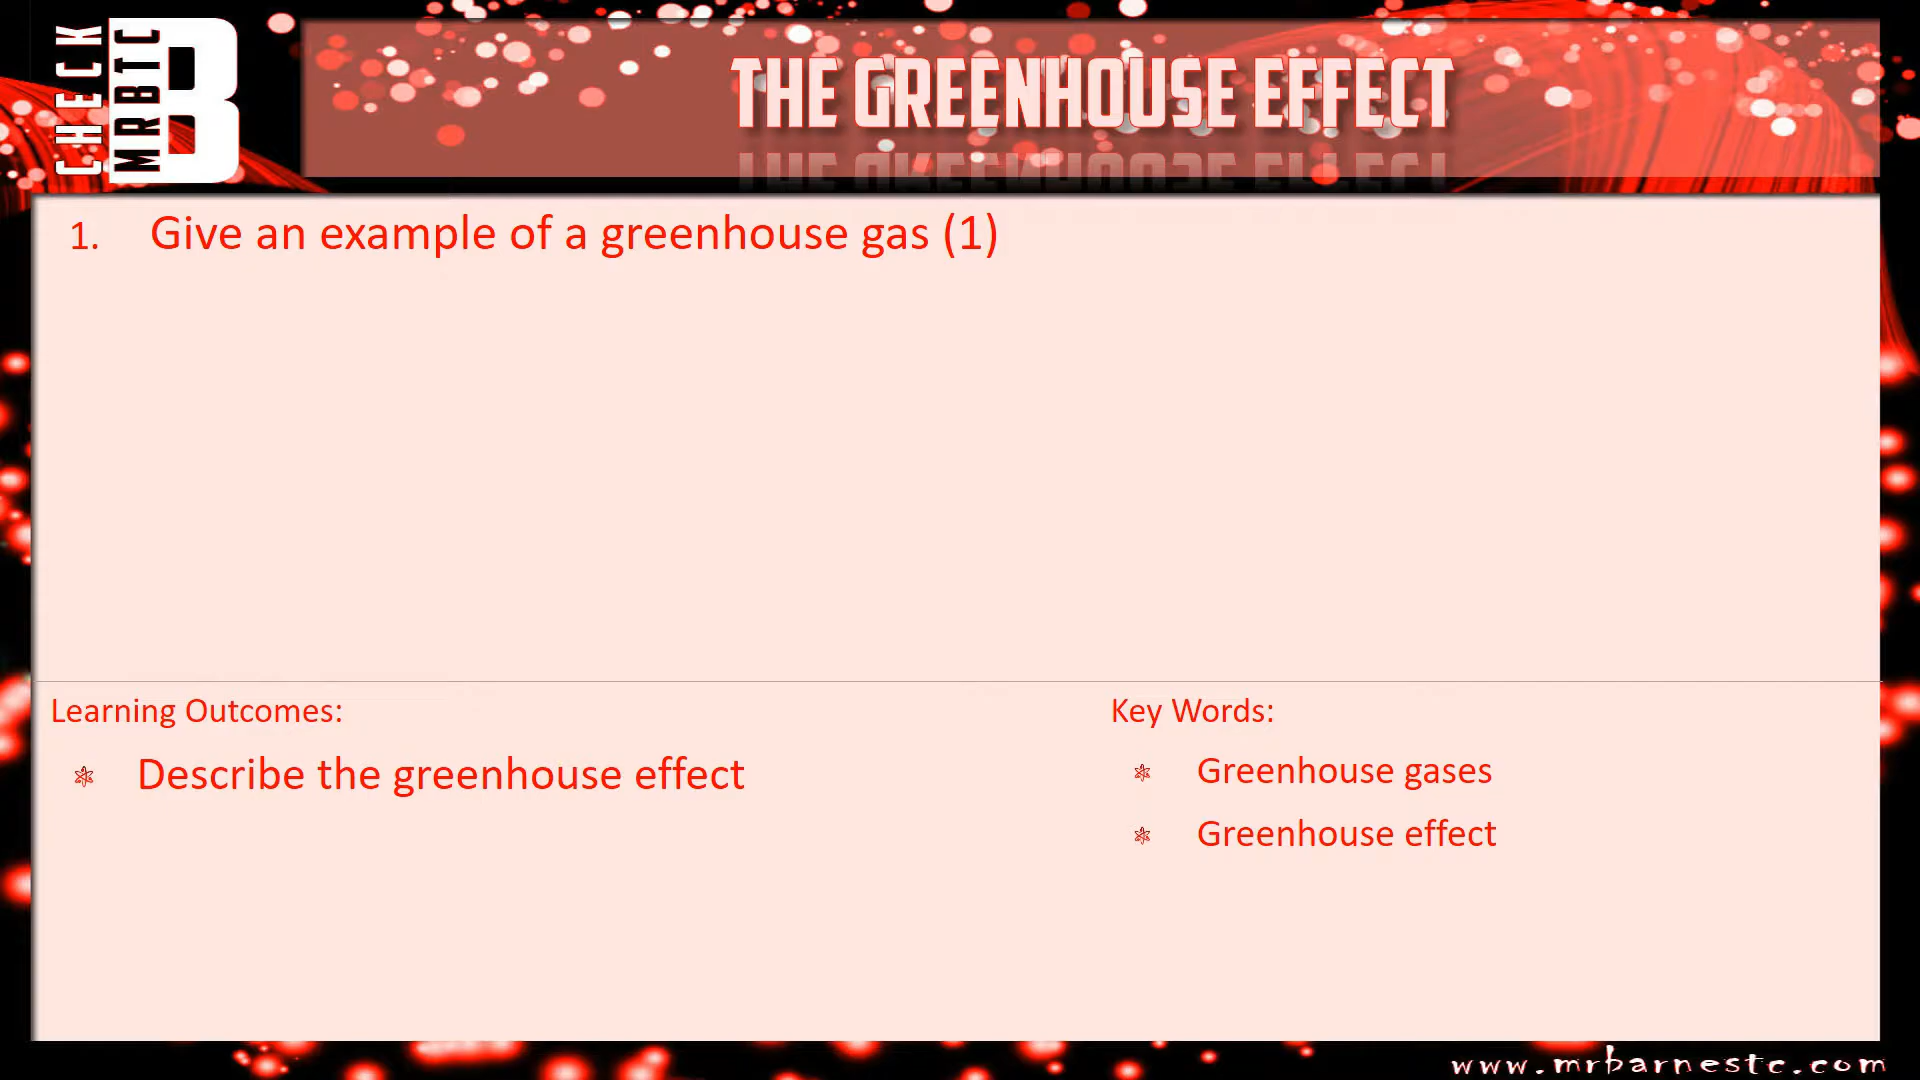 CHECK
MRBTC
B
THE GREENHOUSE EFFECT
1. Give an example of a greenhouse gas (1)
Learning Outcomes:
Describe the greenhouse effect
Key Words:
Greenhouse gases
Greenhouse effect
www.mrbarnestc.com